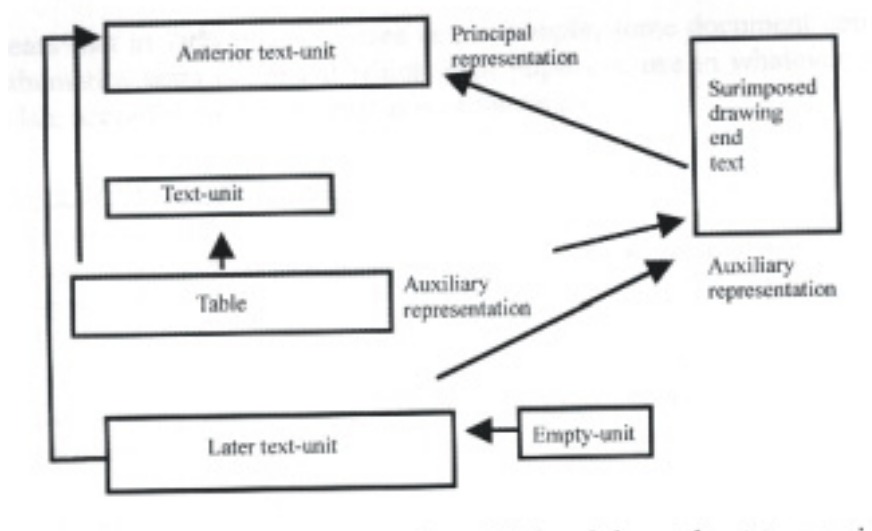 Anterior text-unit
Principal
representation
Surimposed
drawing
end
text
Text-unit
Table
Auxiliary
representation
Auxiliary
representation
Later text-unit
Empty-unit